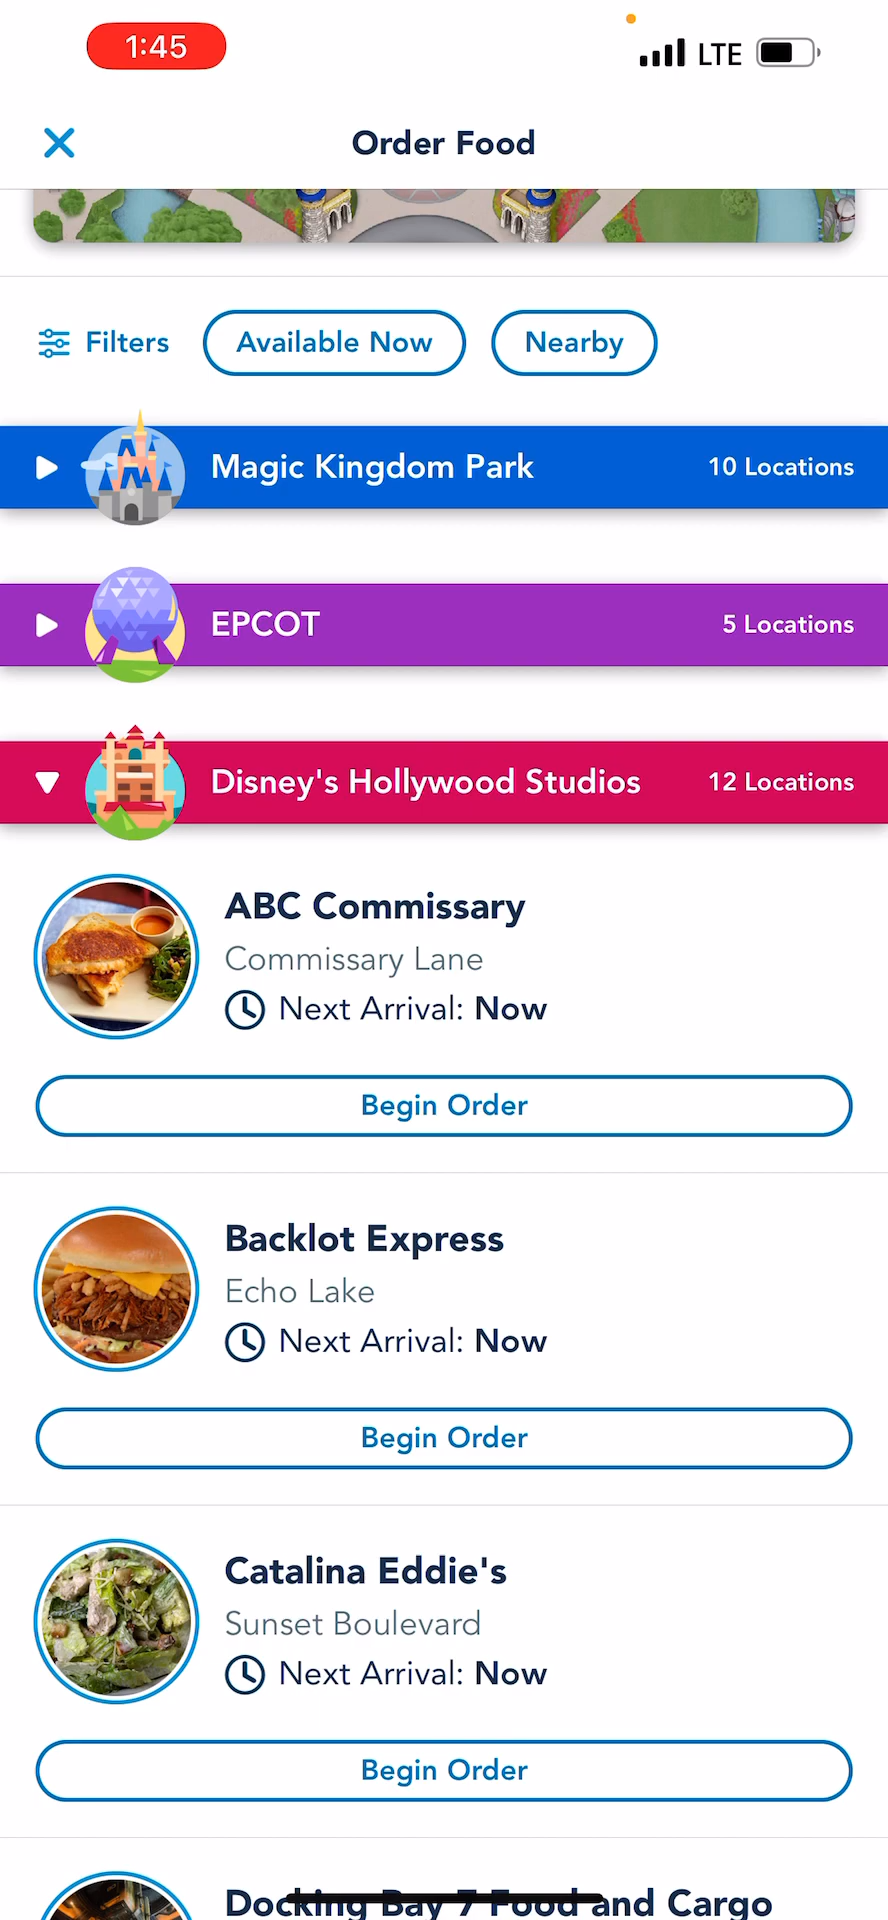 1:45
LTE
Order Food
Filters
Available Now
Nearby
Magic Kingdom Park
10 Locations
EPCOT
5 Locations
Disney's Hollywood Studios
12 Locations
ABC Commissary
Commissary Lane
Next Arrival: Now
Begin Order
Backlot Express
Echo Lake
Next Arrival: Now
Begin Order
Catalina Eddie's
Sunset Boulevard
Next Arrival: Now
Begin Order
Docking Bay 7 Food and Cargo